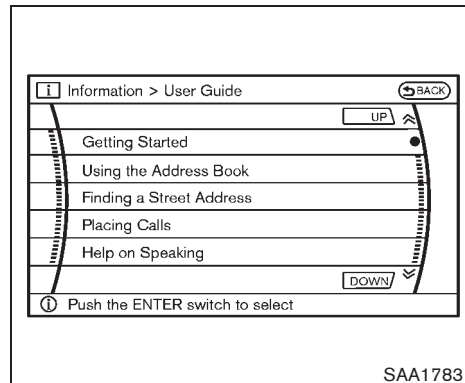 i Information > User Guide BACK
UP
Getting Started
Using the Address Book
Finding a Street Address
Placing Calls
Help on Speaking
DOWN
i Push the ENTER switch to select
SAA1783